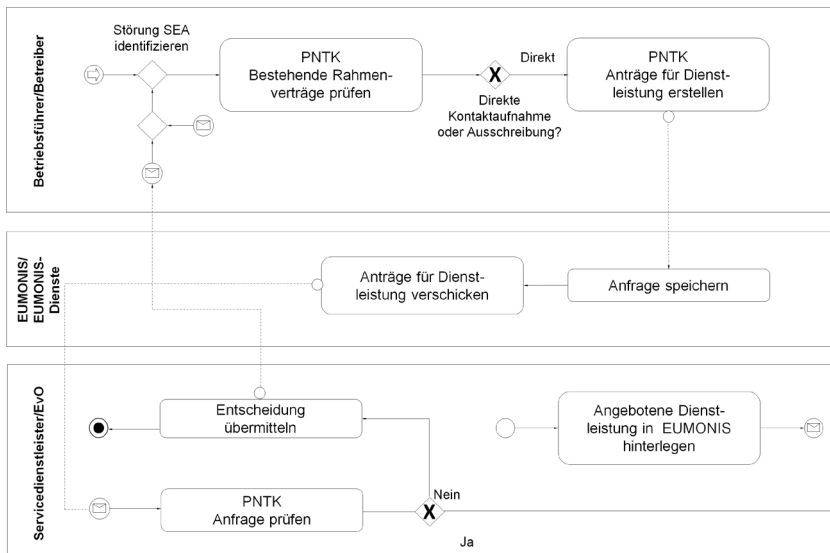 Betriebsführer/Betreiber
Störung SEA
identifizieren
PNTK
Bestehende Rahmen-
verträge prüfen
X
Direkt
Direkte
Kontaktaufnahme
oder Ausschreibung?
PNTK
Anträge für Dienst-
leistung erstellen
EUMONIS/
EUMONIS-
Dienste
Anträge für Dienst-
leistung verschicken
Anfrage speichern
Servicedienstleister/EvO
Entscheidung
übermitteln
Angebotene Dienst-
leistung in EUMONIS
hinterlegen
PNTK
Anfrage prüfen
X
Nein
Ja